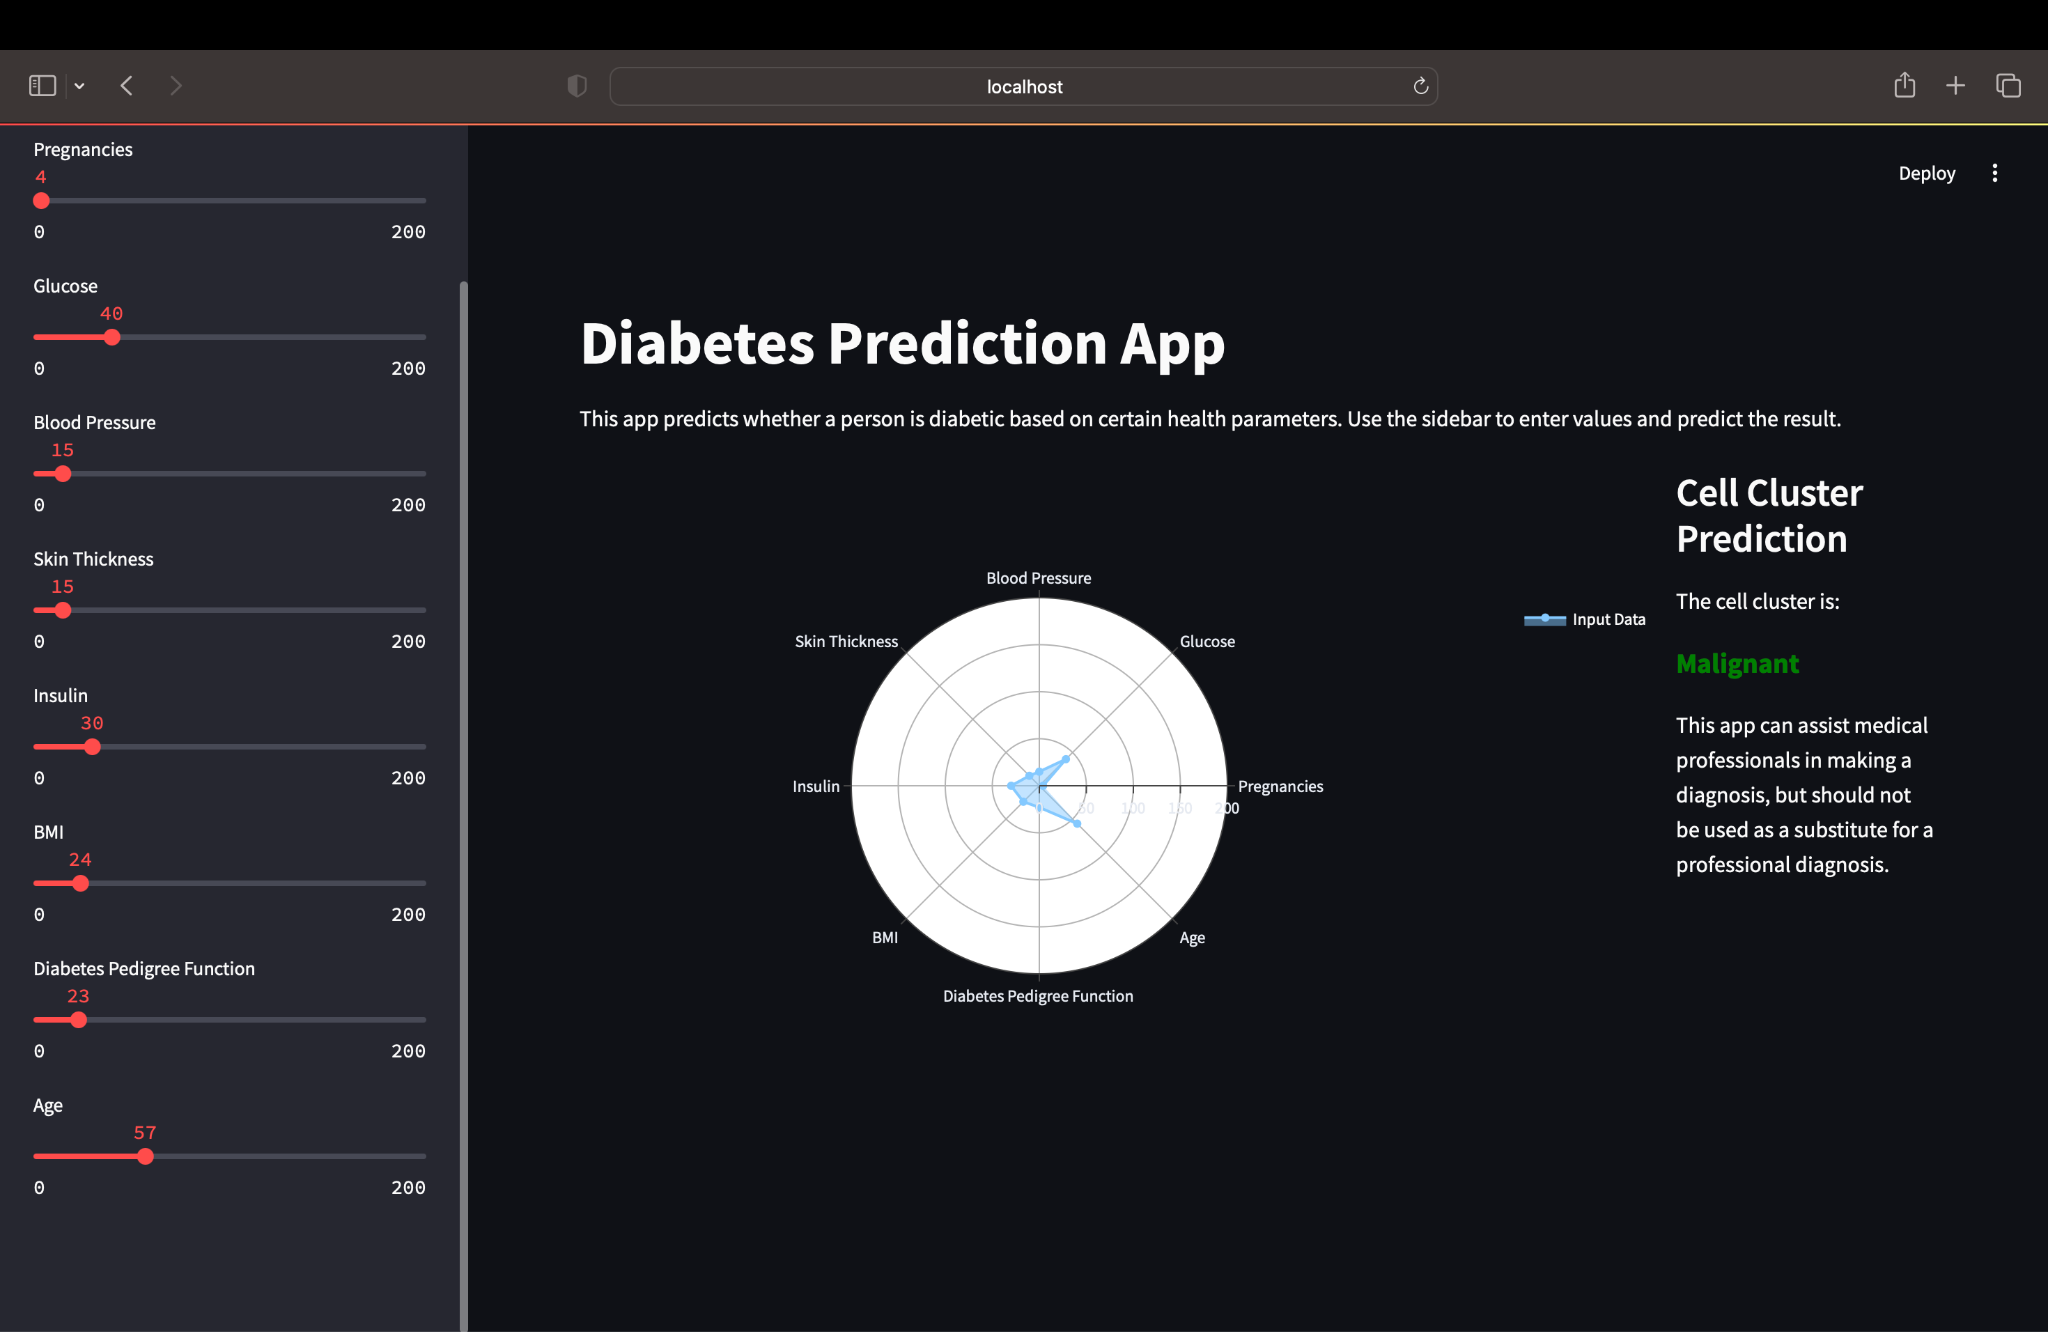 localhost
Pregnancies
4
0 200
Glucose
40
0 200
Blood Pressure
15
0 200
Skin Thickness
15
0 200
Insulin
30
0 200
BMI
24
0 200
Diabetes Pedigree Function
23
0 200
Age
57
0 200
Deploy
Diabetes Prediction App
This app predicts whether a person is diabetic based on certain health parameters. Use the sidebar to enter values and predict the result.
Blood Pressure
Skin Thickness
Glucose
Insulin
Pregnancies
0 50 100 150 200
BMI
Age
Diabetes Pedigree Function
Input Data
Cell Cluster
Prediction
The cell cluster is:
Malignant
This app can assist medical
professionals in making a
diagnosis, but should not
be used as a substitute for a
professional diagnosis.